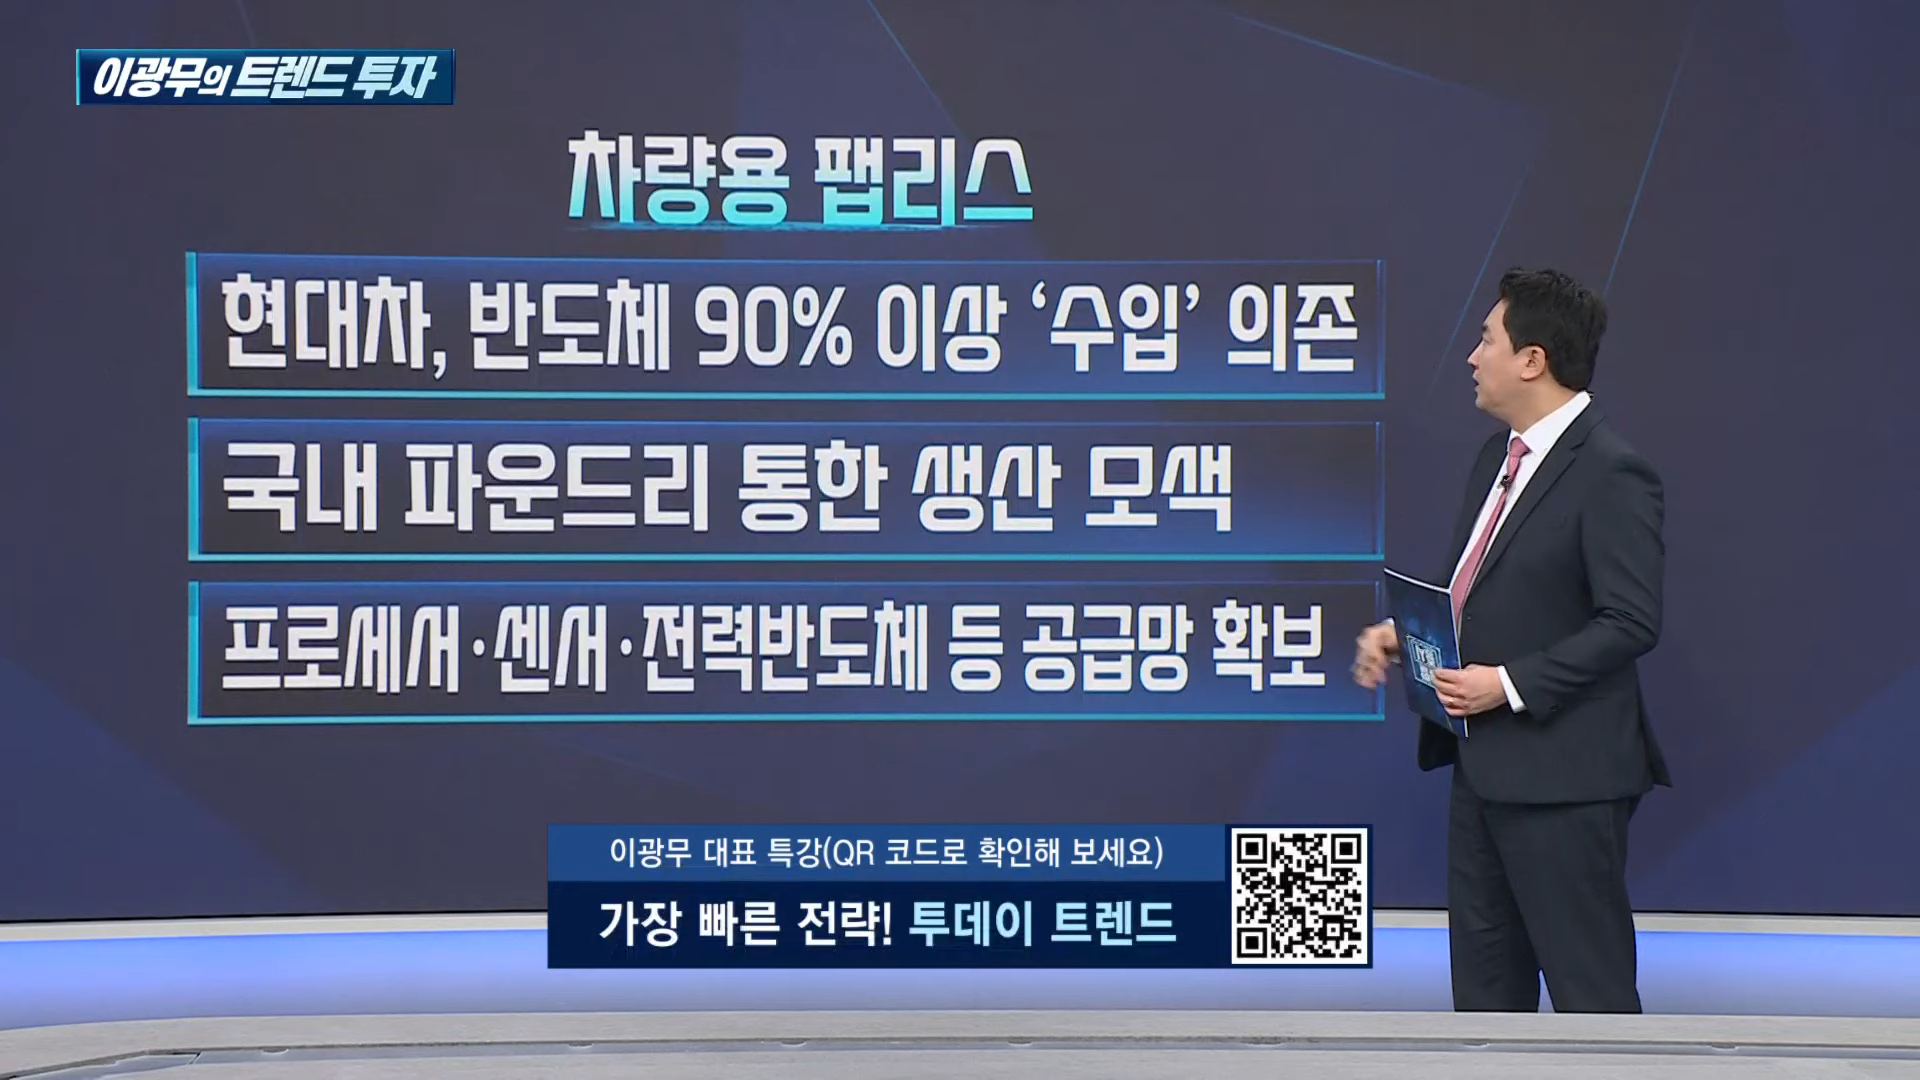 이광무의 트렌드 투자
차량용 팹리스
현대차, 반도체 90% 이상 ‘수입’ 의존
국내 파운드리 통한 생산 모색
프로세서·센서·전력반도체 등 공급망 확보
이광무 대표 특강(QR 코드로 확인해 보세요)
가장 빠른 전략! 투데이 트렌드